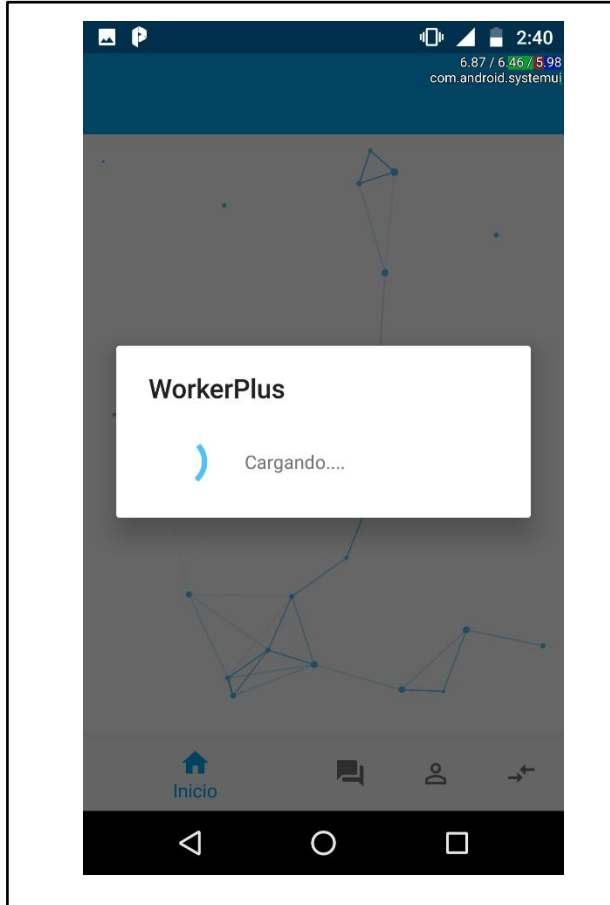 2:40
6.87 / 6.46 / 5.98
com.android.systemui
WorkerPlus
Cargando....
Inicio